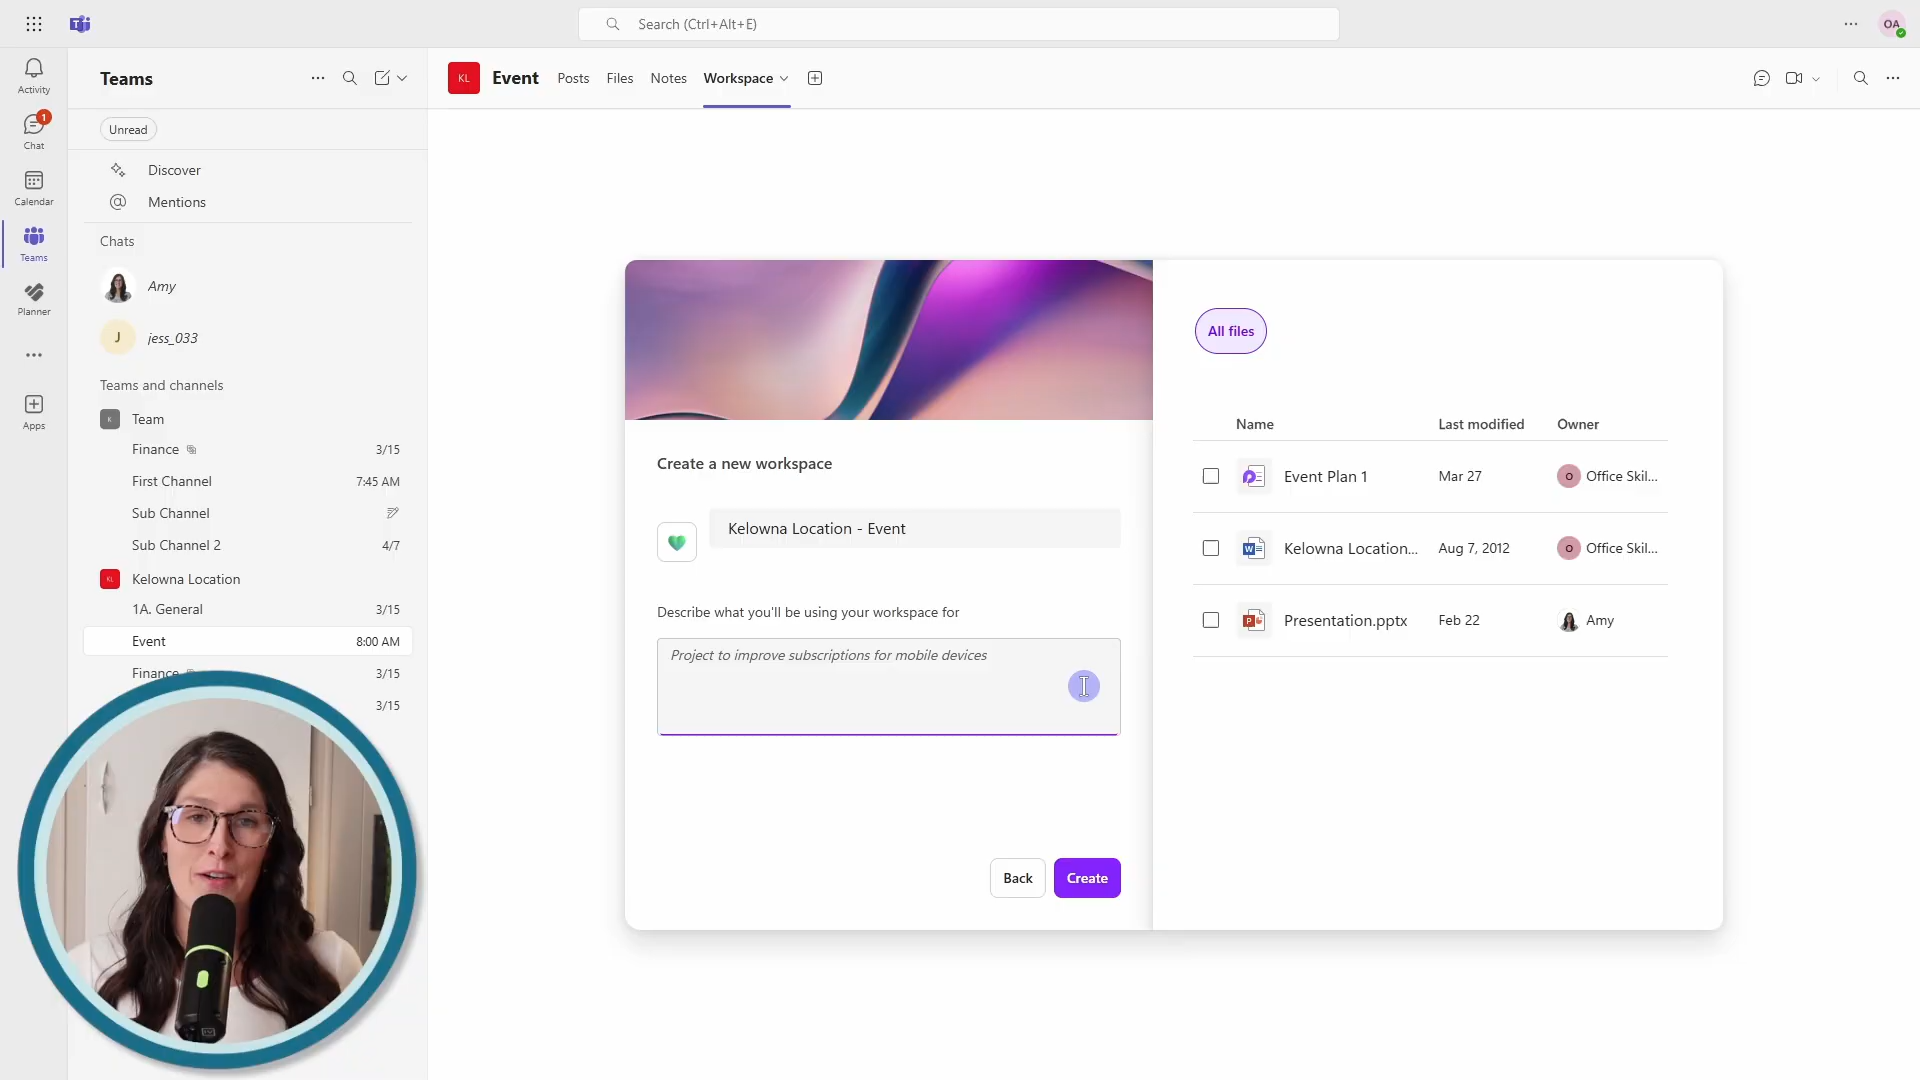 Search (Ctrl+Alt+E)
OA
Activity
1
Chat
Calendar
Teams
Planner
Apps
Teams
Unread
Discover
Mentions
Chats
Amy
J
jess_033
Teams and channels
K
Team
Finance
3/15
First Channel
7:45 AM
Sub Channel
Sub Channel 2
4/7
KL
Kelowna Location
1A. General
3/15
Event
8:00 AM
Finance
3/15
3/15
KL
Event
Posts
Files
Notes
Workspace
Create a new workspace
Kelowna Location - Event
Describe what you'll be using your workspace for
Project to improve subscriptions for mobile devices
Back
Create
All files
Name
Last modified
Owner
Event Plan 1
Mar 27
O
Office Skil...
Kelowna Location...
Aug 7, 2012
O
Office Skil...
Presentation.pptx
Feb 22
Amy